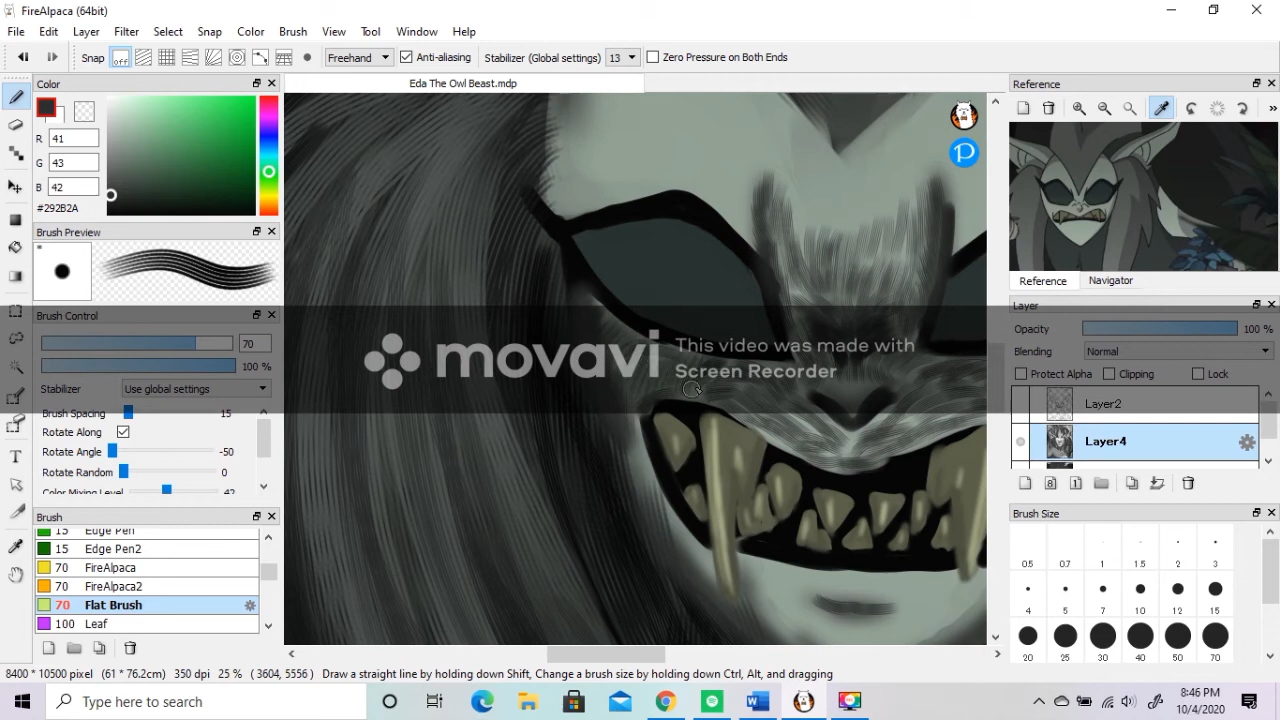 FireAlpaca (64bit)
File Edit Layer Filter Select Snap Color Brush View Tool Window Help
Snap off Freehand Anti-aliasing Stabilizer (Global settings) 13 Zero Pressure on Both Ends
Color
Eda The Owl Beast.mdp
Reference
R 41
G 43
B 42
#292B2A
Brush Preview
Reference Navigator
Brush Control
Layer
70
Opacity 100 %
100 %
Blending Normal
Stabilizer Use global settings
Protect Alpha Clipping Lock
movavi
This video was made with
Screen Recorder
Brush Spacing 15
Layer2
Rotate Along
Rotate Angle -50
Layer4
Rotate Random 0
Color Mixing Level 42
Brush
Brush Size
15 Edge Pen
15 Edge Pen2
70 FireAlpaca
70 FireAlpaca2
70 Flat Brush
100 Leaf
0.5 0.7 1 1.5 2 3
4 5 7 10 12 15
20 25 30 40 50 70
8400 * 10500 pixel (61 * 76.2cm) 350 dpi 25 % (3604, 5556) Draw a straight line by holding down Shift, Change a brush size by holding down Ctrl, Alt, and dragging
Type here to search
8:46 PM
10/4/2020